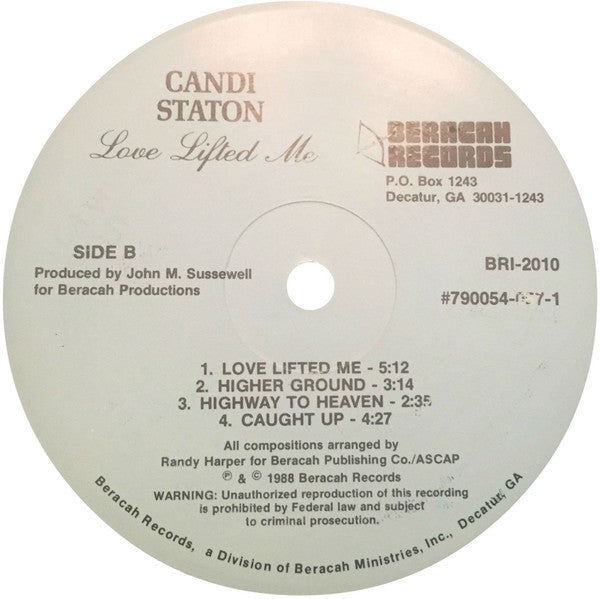 CANDI
STATON
Love Lifted Me
BERACAH
RECORDS
P.O. Box 1243
Decatur, GA 30031-1243
SIDE B
Produced by John M. Sussewell
for Beracah Productions
BRI-2010
1. LOVE LIFTED ME - 5:12
2. HIGHER GROUND - 3:14
3. HIGHWAY TO HEAVEN - 2:35
4. CAUGHT UP - 4:27
All compositions arranged by
Randy Harper for Beracah Publishing Co./ASCAP
℗ & © 1988 Beracah Records
WARNING: Unauthorized reproduction of this recording
is prohibited by Federal law and subject
to criminal prosecution.
Beracah Records, a Division of Beracah Ministries, Inc., Decatur, GA